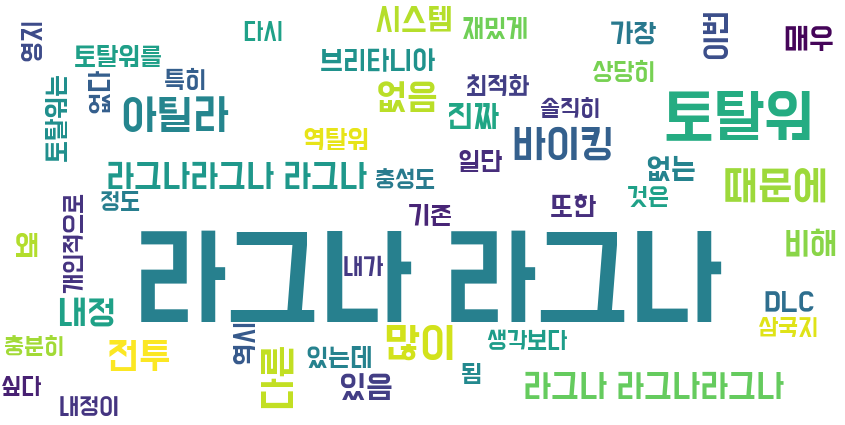 영지
다시
시스템
재밌게
가장
이번
매우
토탈워를
브리타니아
상당히
토탈워는
없다
특히
최적화
없음
아틸라
솔직히
진짜
토탈워
역탈워
바이킹
일단
없는
라그나라그나 라그나
충성도
때문에
정도
것은
개인적으로
기존
또한
왜
비해
라그나 라그나
내가
내정
DLC
삼국지
충분히
전투
역시
많이
생각보다
다른
있는데
됨
싶다
있음
라그나 라그나라그나
내정이